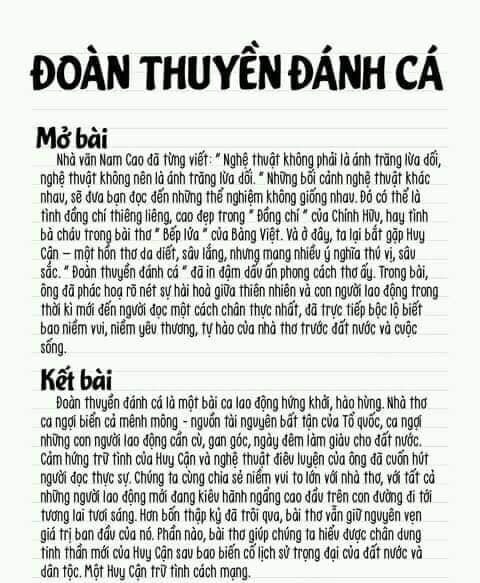 ĐOÀN THUYỀN ĐÁNH CÁ
Mở bài
Nhà văn Nam Cao đã từng viết: " Nghệ thuật không phải là ánh trăng lừa dối,
nghệ thuật không nên là ánh trăng lừa dối. " Những bối cảnh nghệ thuật khác
nhau, sẽ đưa bạn đọc đến những thể nghiệm không giống nhau. Đó có thể là
tình đồng chí thiêng liêng, cao đẹp trong " Đồng chí " của Chính Hữu, hay tình
bà cháu trong bài thơ " Bếp lửa " của Bàng Việt. Và ở đây, ta lại bắt gặp Huy
Cận – một hồn thơ da diết, sâu lắng, nhưng mang nhiều ý nghĩa thú vị, sâu
sắc. " Đoàn thuyền đánh cá " đã in đậm dấu ấn phong cách thơ ấy. Trong bài,
ông đã phác hoạ rõ nét sự hài hoà giữa thiên nhiên và con người lao động trong
thời kì mới đến người đọc một cách chân thực nhất, đã trực tiếp bộc lộ biết
bao niềm vui, niềm yêu thương, tự hào của nhà thơ trước đất nước và cuộc
sống.
Kết bài
Đoàn thuyền đánh cá là một bài ca lao động hứng khởi, hào hùng. Nhà thơ
ca ngợi biển cả mênh mông - nguồn tài nguyên bất tận của Tổ quốc, ca ngợi
những con người lao động cần cù, gan góc, ngày đêm làm giàu cho đất nước.
Cảm hứng trữ tình của Huy Cận và nghệ thuật điêu luyện của ông đã cuốn hút
người đọc thực sự. Chúng ta cùng chia sẻ niềm vui to lớn với nhà thơ, với tất cả
những người lao động mới đang kiêu hãnh ngẩng cao đầu trên con đường đi tới
tương lai tươi sáng. Hơn bốn thập kỷ đã trôi qua, bài thơ vẫn giữ nguyên vẹn
giá trị ban đầu của nó. Phần nào, bài thơ giúp chúng ta hiểu được chân dung
tinh thần mới của Huy Cận sau bao biến cố lịch sử trọng đại của đất nước và
dân tộc. Một Huy Cận trữ tình cách mạng.